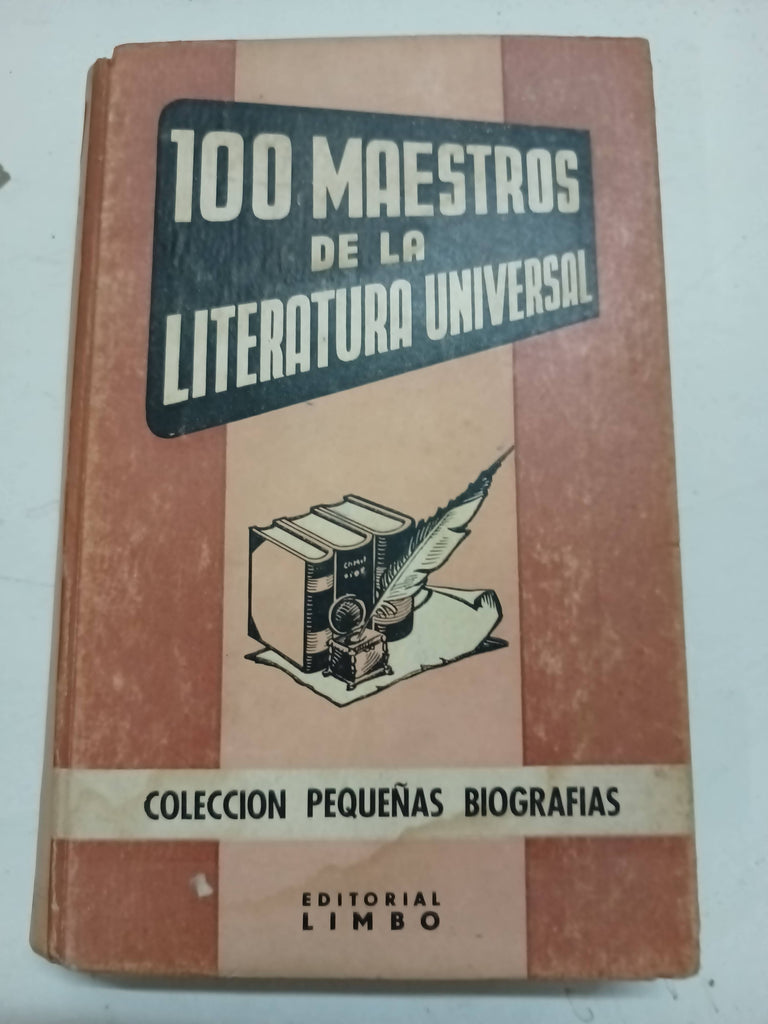 100 MAESTROS
DE LA
LITERATURA UNIVERSAL
COLECCION PEQUEÑAS BIOGRAFIAS
EDITORIAL
LIMBO